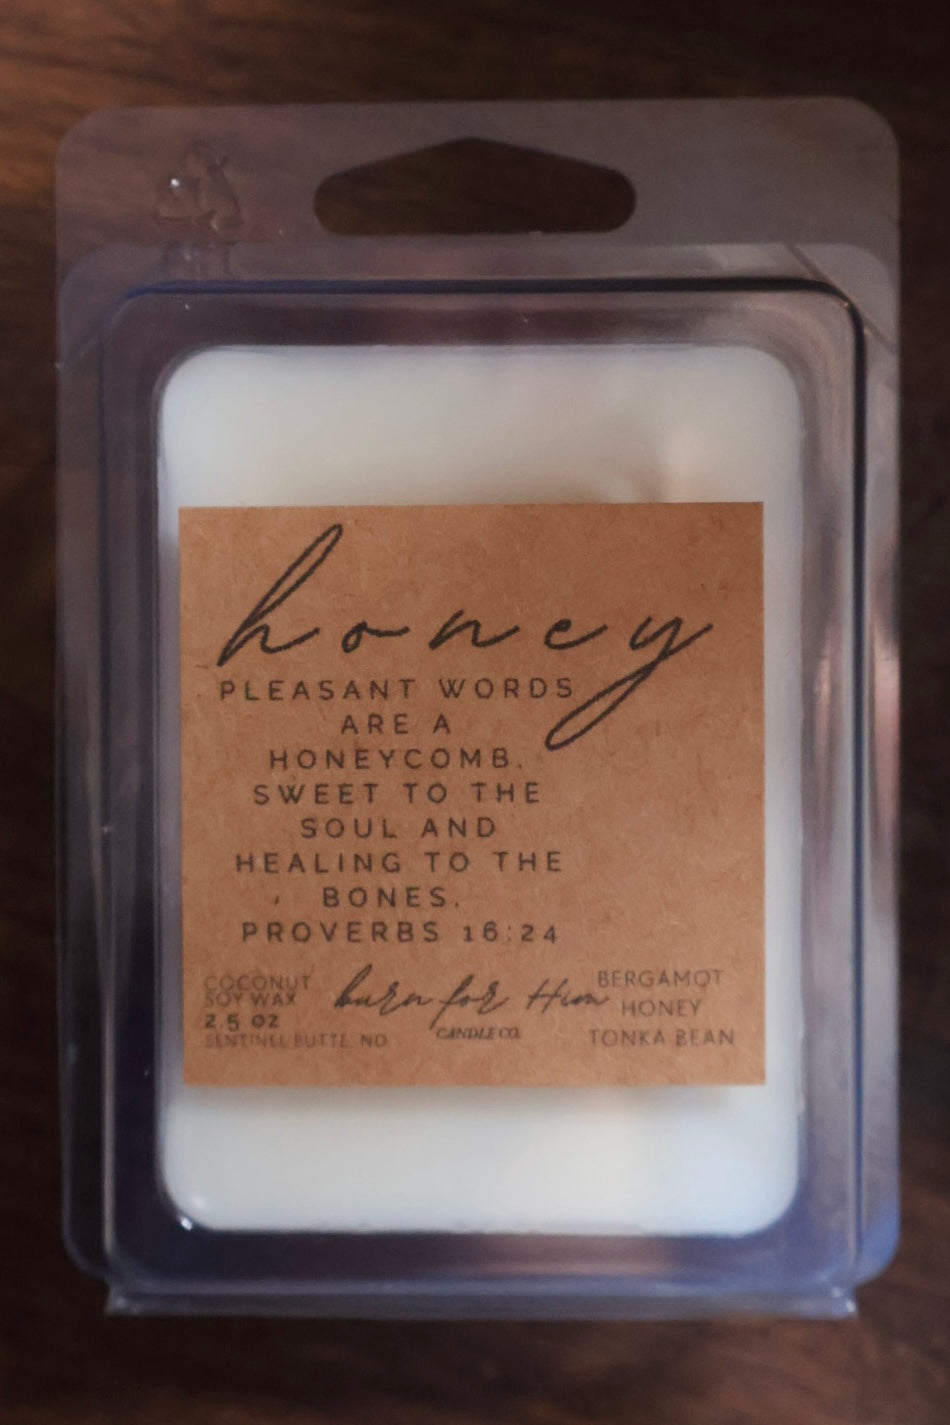 honey
PLEASANT WORDS
ARE A
HONEYCOMB.
SWEET TO THE
SOUL AND
HEALING TO THE
BONES.
PROVERBS 16:24
COCONUT
SOY WAX
2.5 OZ
SENTINEL BUTTE, ND
burn for Him
CANDLE CO.
BERGAMOT
HONEY
TONKA BEAN